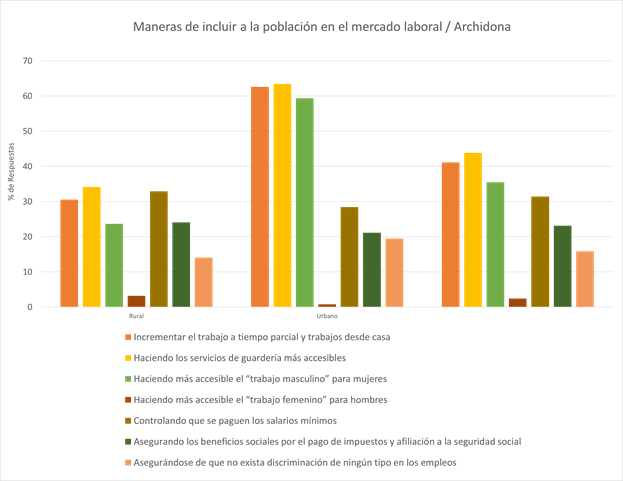 Maneras de incluir a la población en el mercado laboral / Archidona
70
60
50
40
30
20
10
0
% de Respuestas
Rural
Urbano
Incrementar el trabajo a tiempo parcial y trabajos desde casa
Haciendo los servicios de guardería más accesibles
Haciendo más accesible el “trabajo masculino” para mujeres
Haciendo más accesible el “trabajo femenino” para hombres
Controlando que se paguen los salarios mínimos
Asegurando los beneficios sociales por el pago de impuestos y afiliación a la seguridad social
Asegurándose de que no exista discriminación de ningún tipo en los empleos